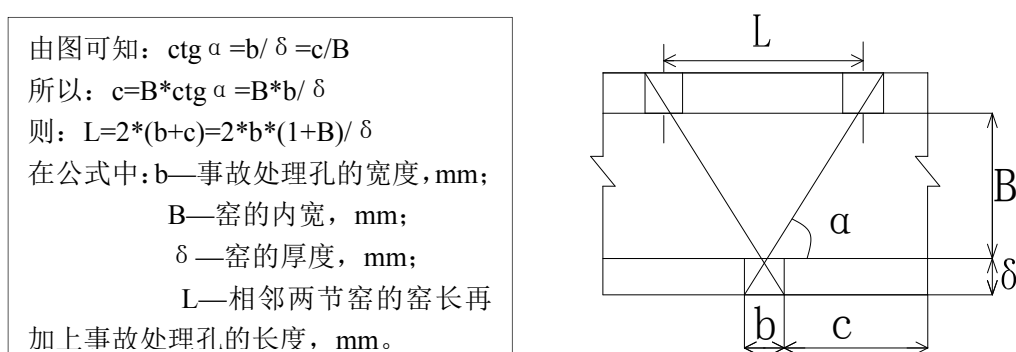 由图可知：ctgα=b/δ=c/B
所以：c=B*ctgα=B*b/δ
则：L=2*(b+c)=2*b*(1+B)/δ
在公式中：b—事故处理孔的宽度，mm；
B—窑的内宽，mm；
δ—窑的厚度，mm；
L—相邻两节窑的窑长再
加上事故处理孔的长度，mm。
L
B
α
δ
b
c